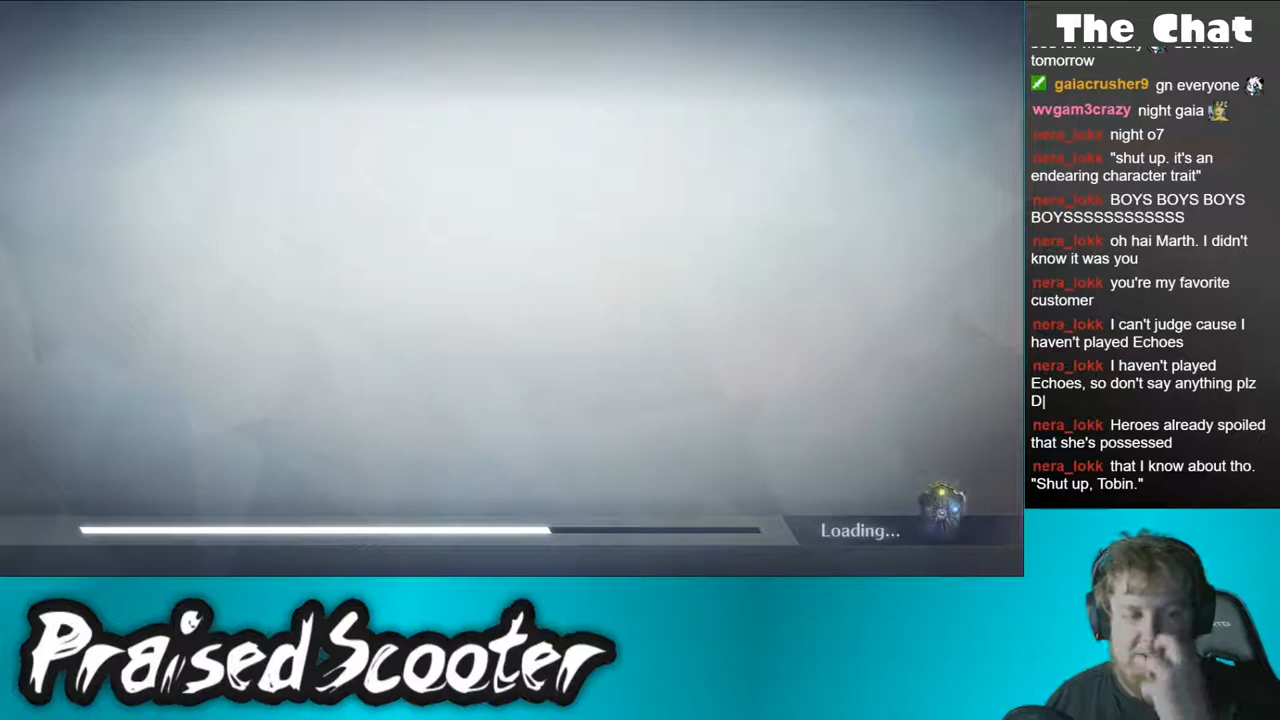 The Chat
tomorrow
gaiacrusher9 gn everyone
wvgam3crazy night gaia
nera_lokk night o7
nera_lokk "shut up. it's an
endearing character trait"
nera_lokk BOYS BOYS BOYS
BOYSSSSSSSSSSSS
nera_lokk oh hai Marth. I didn't
know it was you
nera_lokk you're my favorite
customer
nera_lokk I can't judge cause I
haven't played Echoes
nera_lokk I haven't played
Echoes, so don't say anything plz
D|
nera_lokk Heroes already spoiled
that she's possessed
nera_lokk that I know about tho.
"Shut up, Tobin."
Loading...
PraisedScooter